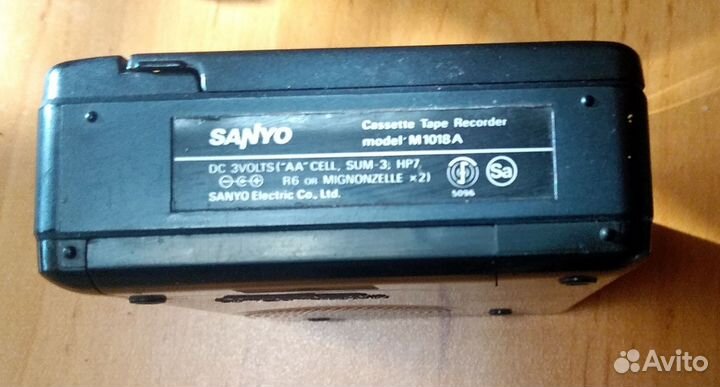 SANYO
Cassette Tape Recorder
model M1018A
DC 3VOLTS("AA" CELL, SUM-3, HP7,
R6 OR MIGNONZELLE ×2)
SANYO Electric Co., Ltd.
5096
Sa
Avito